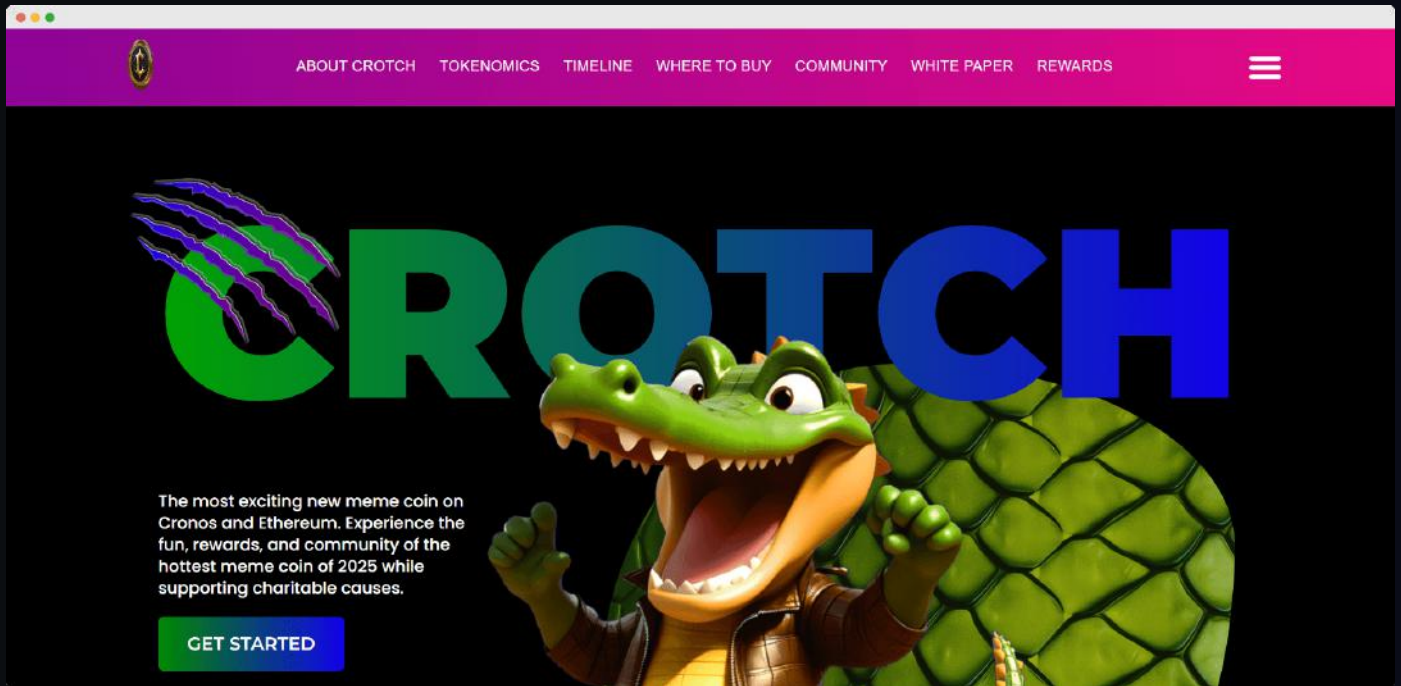 ABOUT CROTCH TOKENOMICS TIMELINE WHERE TO BUY COMMUNITY WHITE PAPER REWARDS
CROTCH
The most exciting new meme coin on
Cronos and Ethereum. Experience the
fun, rewards, and community of the
hottest meme coin of 2025 while
supporting charitable causes.
GET STARTED